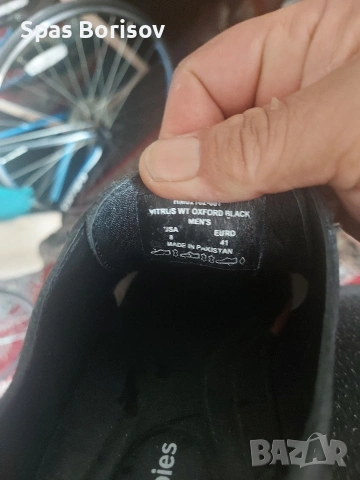 Spas Borisov
VITRUS WT OXFORD BLACK
MEN'S
USA EURO
8 41
MADE IN PAKISTAN
pies
BAZAR